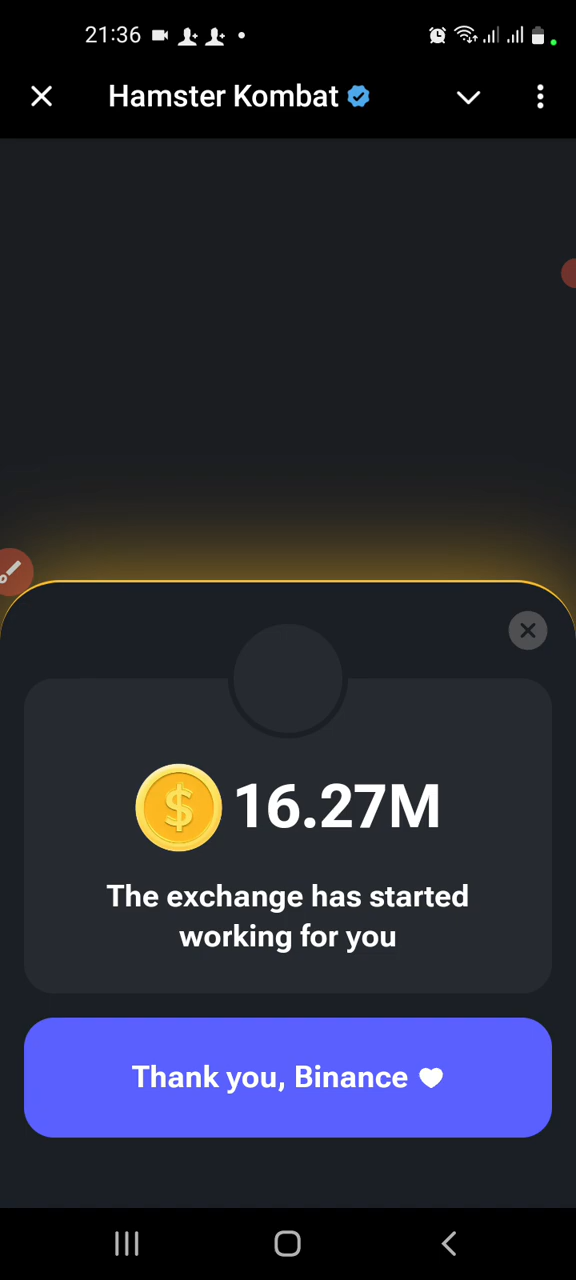 21:36
Hamster Kombat
$ 16.27M
The exchange has started
working for you
Thank you, Binance